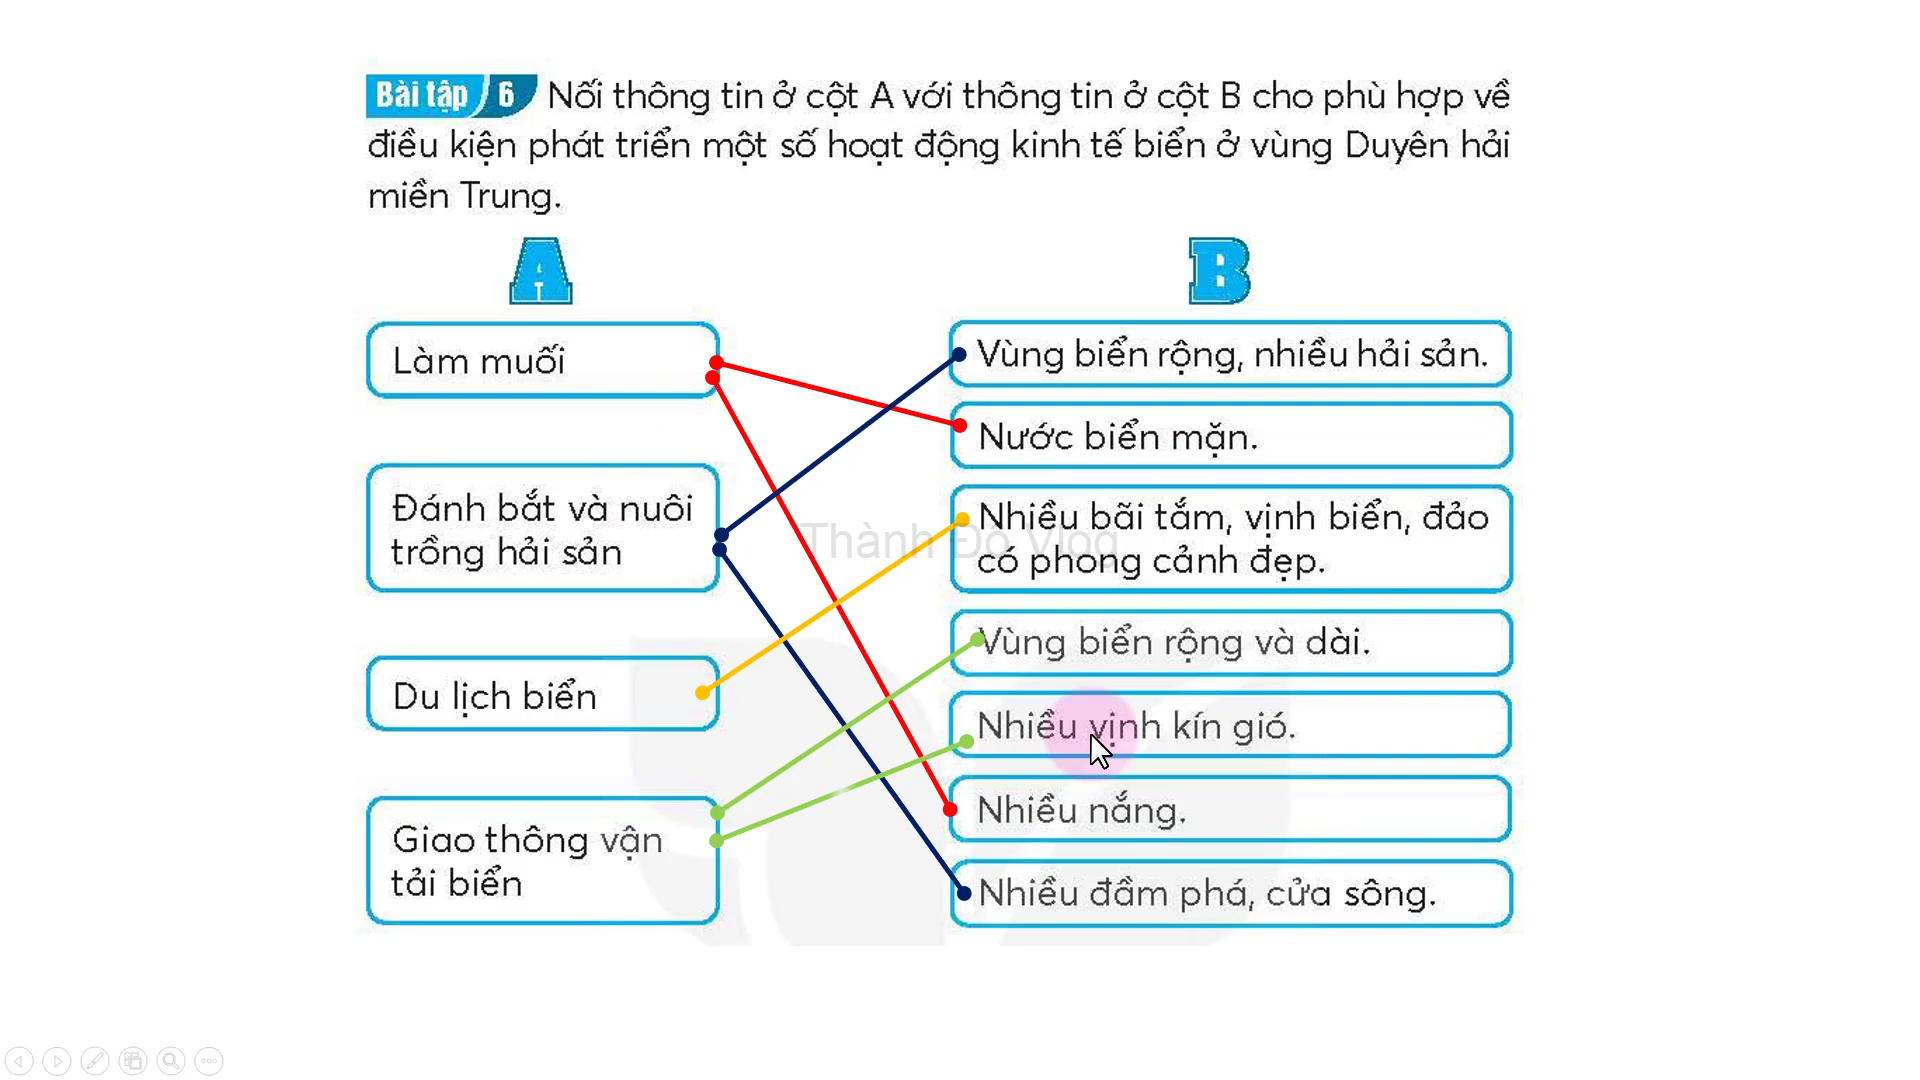 Bài tập 6 Nối thông tin ở cột A với thông tin ở cột B cho phù hợp về
điều kiện phát triển một số hoạt động kinh tế biển ở vùng Duyên hải
miền Trung.
A
B
Làm muối
Đánh bắt và nuôi
trồng hải sản
Du lịch biển
Giao thông vận
tải biển
Vùng biển rộng, nhiều hải sản.
Nước biển mặn.
Nhiều bãi tắm, vịnh biển, đảo
có phong cảnh đẹp.
Vùng biển rộng và dài.
Nhiều vịnh kín gió.
Nhiều nắng.
Nhiều đầm phá, cửa sông.
Thành Đo Vlog